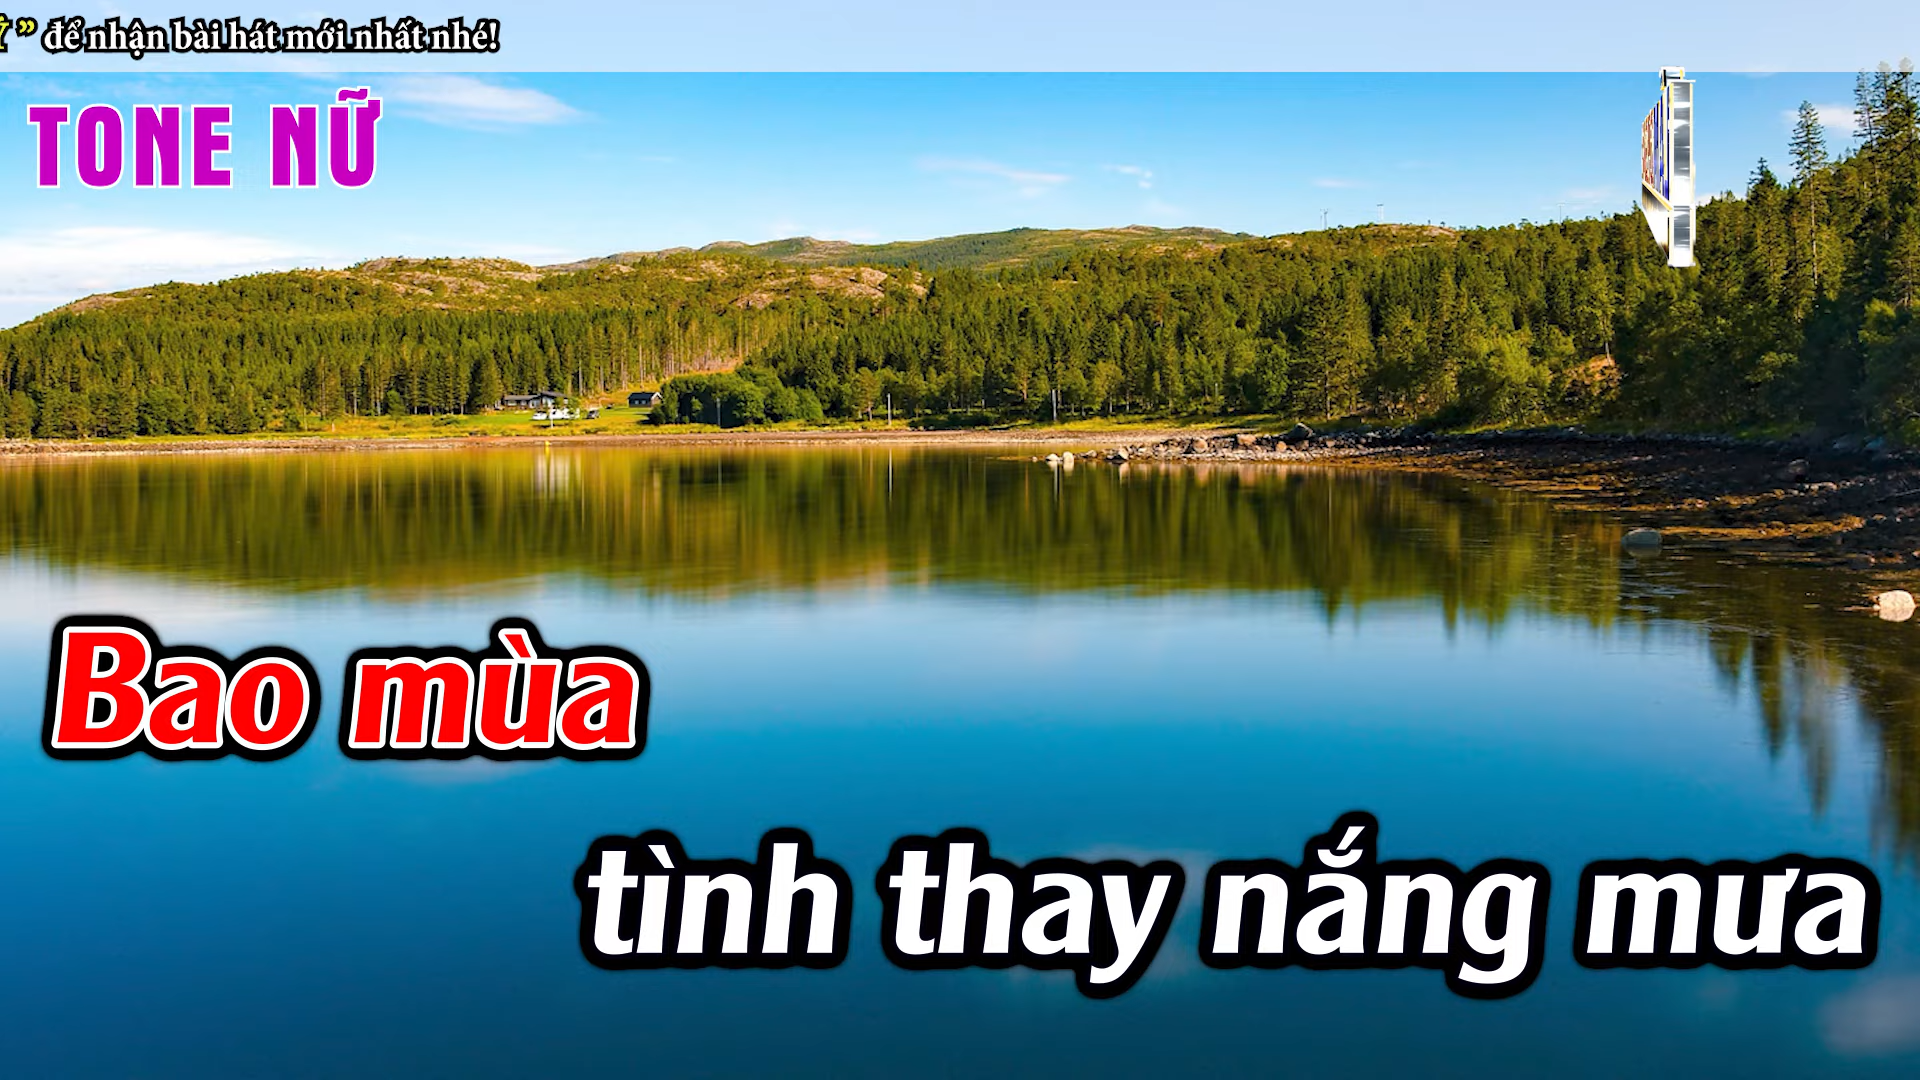 ” để nhận bài hát mới nhất nhé!
TONE NỮ
Bao mùa
tình thay nắng mưa